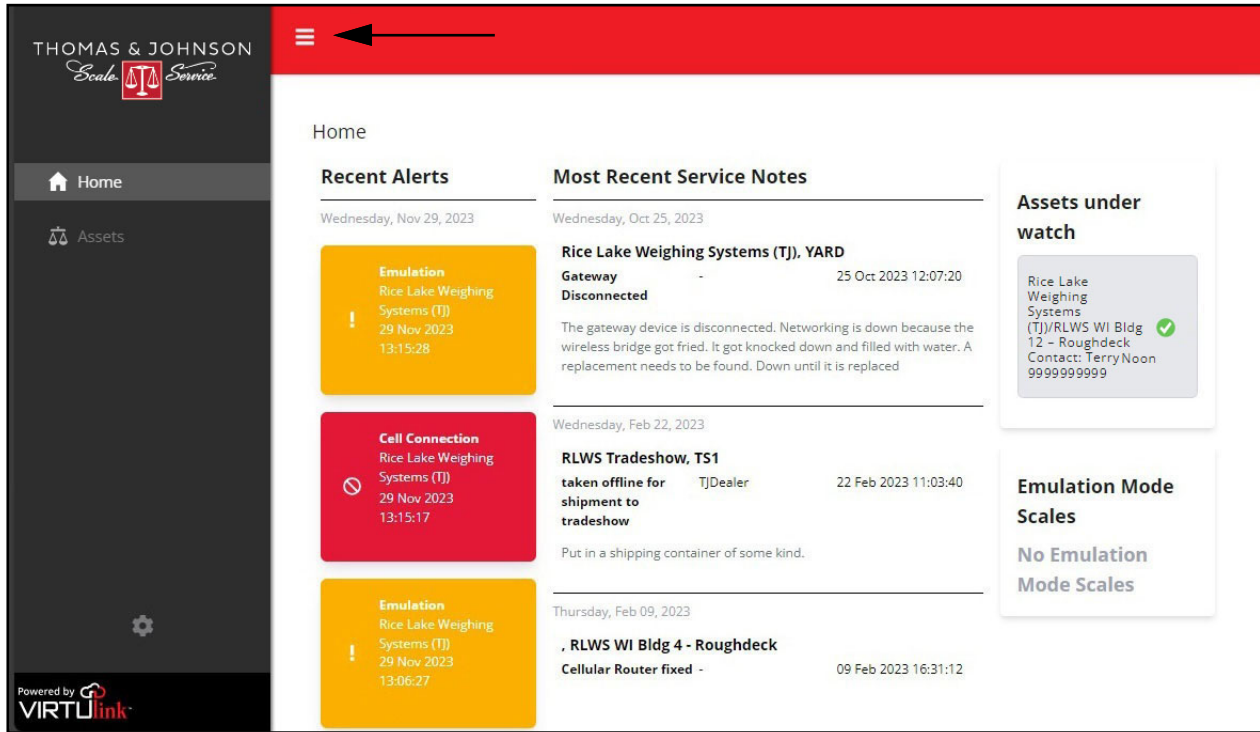 THOMAS & JOHNSON
Scale Service
Home
Assets
Powered by
VIRTUlink
Home
Recent Alerts
Wednesday, Nov 29, 2023
Emulation
Rice Lake Weighing
Systems (TJ)
29 Nov 2023
13:15:28
Cell Connection
Rice Lake Weighing
Systems (TJ)
29 Nov 2023
13:15:17
Emulation
Rice Lake Weighing
Systems (TJ)
29 Nov 2023
13:06:27
Most Recent Service Notes
Wednesday, Oct 25, 2023
Rice Lake Weighing Systems (TJ), YARD
Gateway - 25 Oct 2023 12:07:20
Disconnected
The gateway device is disconnected. Networking is down because the
wireless bridge got fried. It got knocked down and filled with water. A
replacement needs to be found. Down until it is replaced
Wednesday, Feb 22, 2023
RLWS Tradeshow, TS1
taken offline for TJDealer 22 Feb 2023 11:03:40
shipment to
tradeshow
Put in a shipping container of some kind.
Thursday, Feb 09, 2023
, RLWS WI Bldg 4 - Roughdeck
Cellular Router fixed - 09 Feb 2023 16:31:12
Assets under
watch
Rice Lake
Weighing
Systems
(TJ)/RLWS WI Bldg
12 – Roughdeck
Contact: Terry Noon
9999999999
Emulation Mode
Scales
No Emulation
Mode Scales